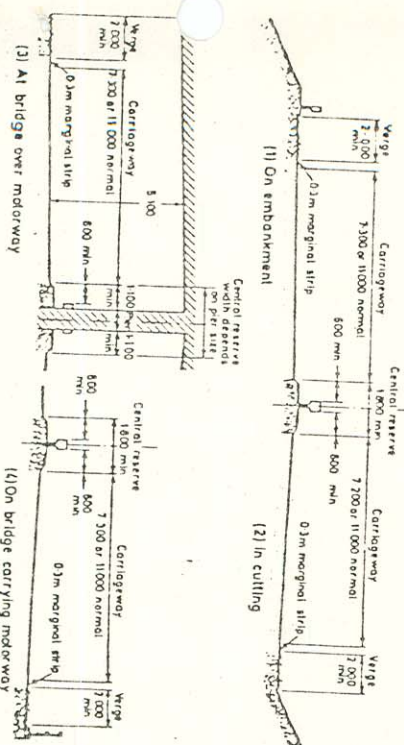 Verge
2·000
min
Carriageway
7·300 or 11 000 normal
0·3m marginal strip
(1) On embankment
Central reserve
1·800 min
600 min
600 min
Carriageway
7·200 or 11 000 normal
0·3m marginal strip
Verge
2 000
min
(2) In cutting
Verge
2 000
min
Carriageway
7·300 or 11 000 normal
0·3m marginal strip
5·100
600 min
Central reserve
width depends
on pier size
1·100
min
Pier
1·100
min
(3) At bridge over motorway
Central reserve
1·800 min
600
min
600 min
Carriageway
7 300 or 11 000 normal
0·3m marginal strip
Verge
2 000
min
(4) On bridge carrying motorway